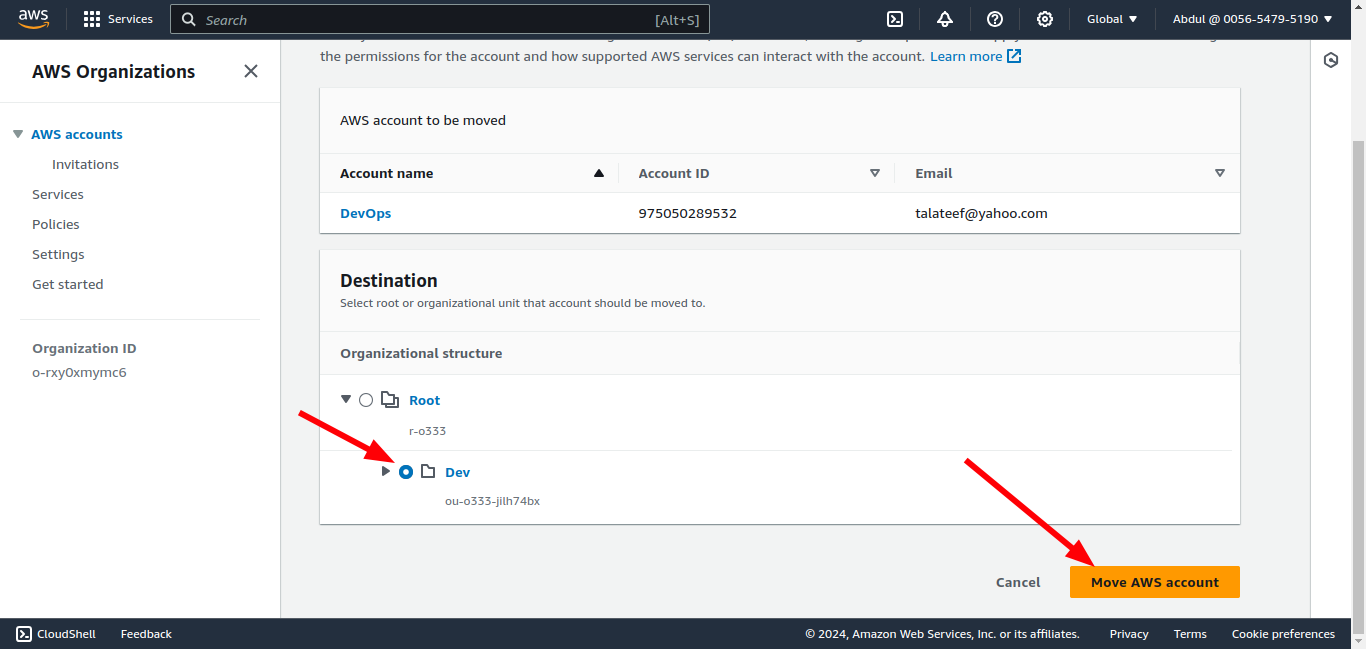 aws
Services
Search
[Alt+S]
Global
Abdul @ 0056-5479-5190
AWS Organizations
AWS accounts
Invitations
Services
Policies
Settings
Get started
Organization ID
o-rxy0xmymc6
the permissions for the account and how supported AWS services can interact with the account. Learn more
AWS account to be moved
Account name
Account ID
Email
DevOps
975050289532
talateef@yahoo.com
Destination
Select root or organizational unit that account should be moved to.
Organizational structure
Root
r-o333
Dev
ou-o333-jilh74bx
Cancel
Move AWS account
CloudShell
Feedback
© 2024, Amazon Web Services, Inc. or its affiliates.
Privacy
Terms
Cookie preferences